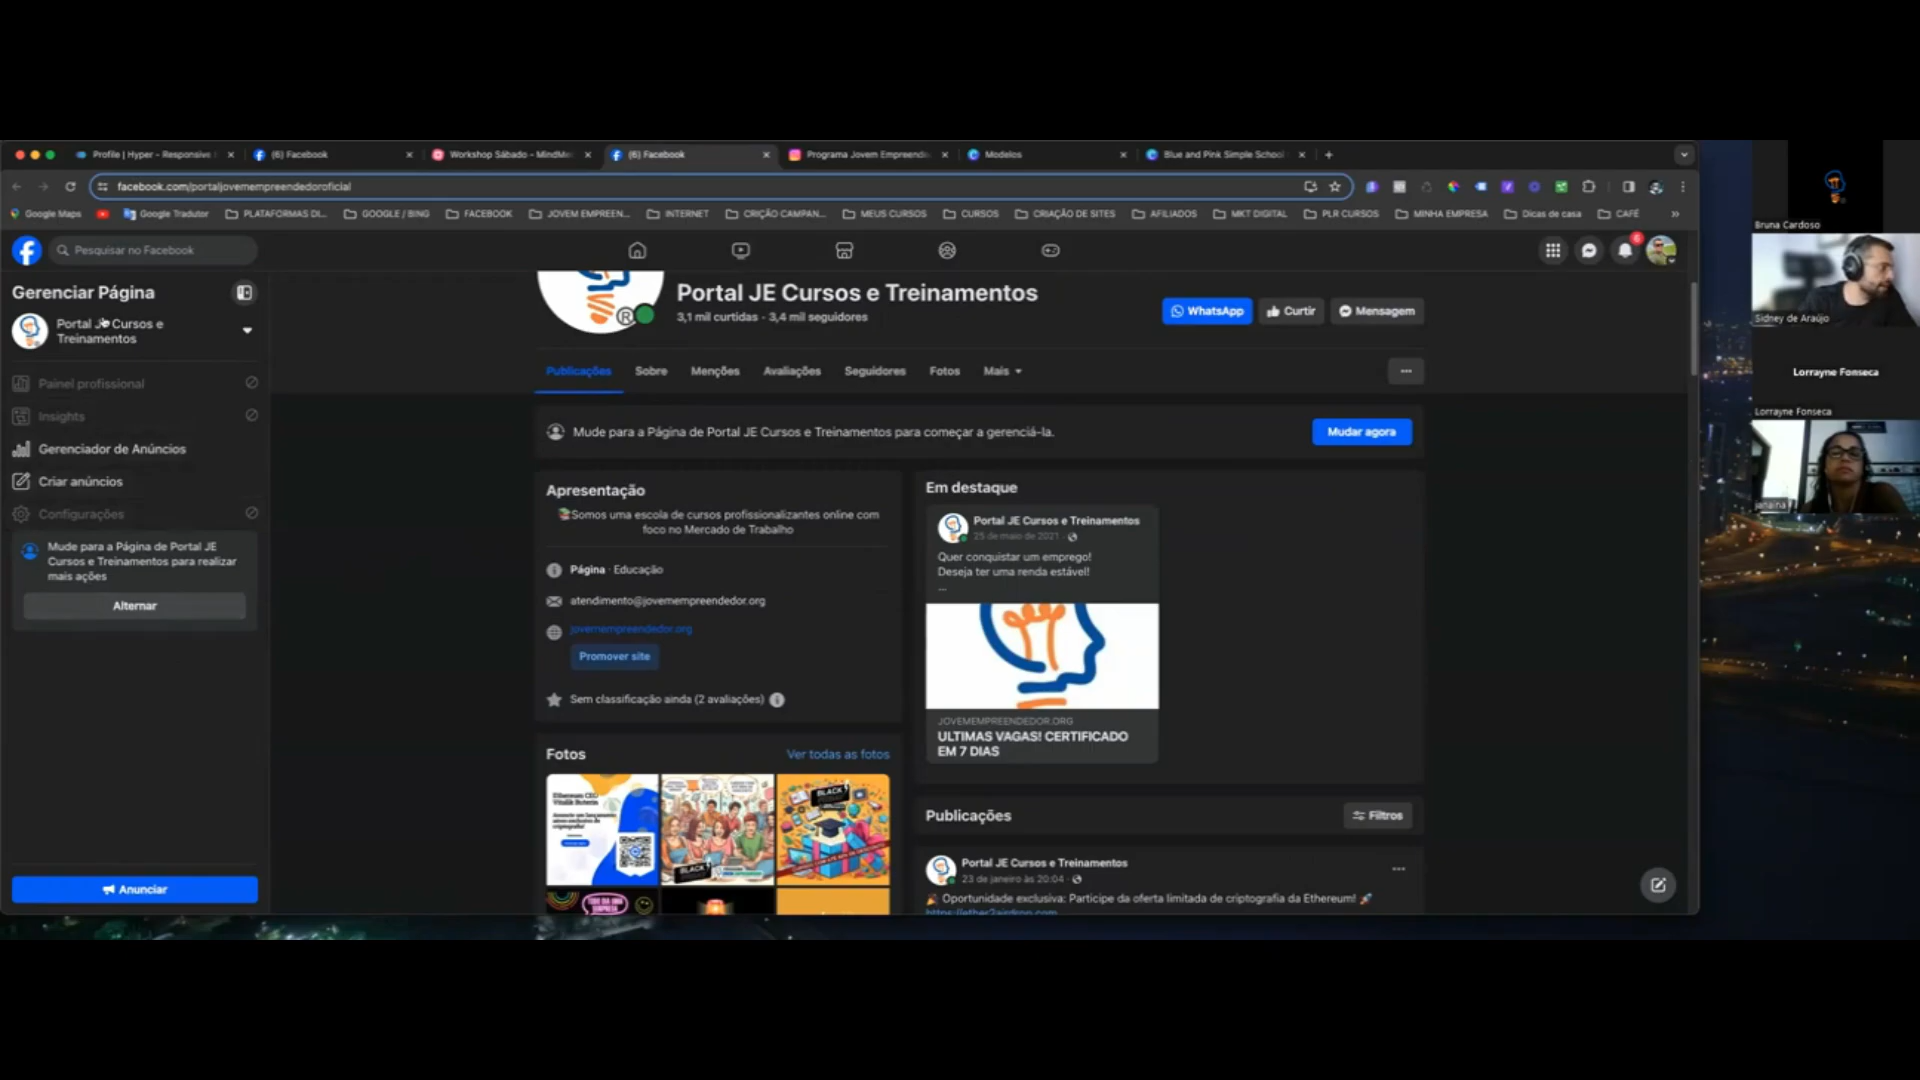 Profile | Hyper - Responsive
(6) Facebook
Workshop Sábado - MindMe
(6) Facebook
Programa Jovem Empreende
Modelos
Blue and Pink Simple School
facebook.com/portaljovemempreendedoroficial
Google Maps
Google Tradutor
PLATAFORMAS DI...
GOOGLE / BING
FACEBOOK
JOVEM EMPREEN...
INTERNET
CRIÇÃO CAMPAN...
MEUS CURSOS
CURSOS
CRIAÇÃO DE SITES
AFILIADOS
MKT DIGITAL
PLR CURSOS
MINHA EMPRESA
Dicas de casa
CAFÉ
»
Pesquisar no Facebook
6
Gerenciar Página
Portal JE Cursos e
Treinamentos
Painel profissional
Insights
Gerenciador de Anúncios
Criar anúncios
Configurações
Mude para a Página de Portal JE
Cursos e Treinamentos para realizar
mais ações
Alternar
Anunciar
Portal JE Cursos e Treinamentos
3,1 mil curtidas · 3,4 mil seguidores
WhatsApp
Curtir
Mensagem
Publicações
Sobre
Menções
Avaliações
Seguidores
Fotos
Mais
...
Mude para a Página de Portal JE Cursos e Treinamentos para começar a gerenciá-la.
Mudar agora
Apresentação
📚Somos uma escola de cursos profissionalizantes online com
foco no Mercado de Trabalho
Página · Educação
atendimento@jovemempreendedor.org
jovemempreendedor.org
Promover site
Sem classificação ainda (2 avaliações)
Fotos
Ver todas as fotos
Ethereum CEO
Vitalik Buterin
BLACK
BLACK
Em destaque
Portal JE Cursos e Treinamentos
25 de maio de 2021 ·
Quer conquistar um emprego!
Deseja ter uma renda estável!
...
JOVEMEMPREENDEDOR.ORG
ULTIMAS VAGAS! CERTIFICADO
EM 7 DIAS
Publicações
Filtros
Portal JE Cursos e Treinamentos
23 de janeiro às 20:04 ·
🎉 Oportunidade exclusiva: Participe da oferta limitada de criptografia da Ethereum! 🚀
Bruna Cardoso
Sidney de Araújo
Lorrayne Fonseca
Lorrayne Fonseca
janaina